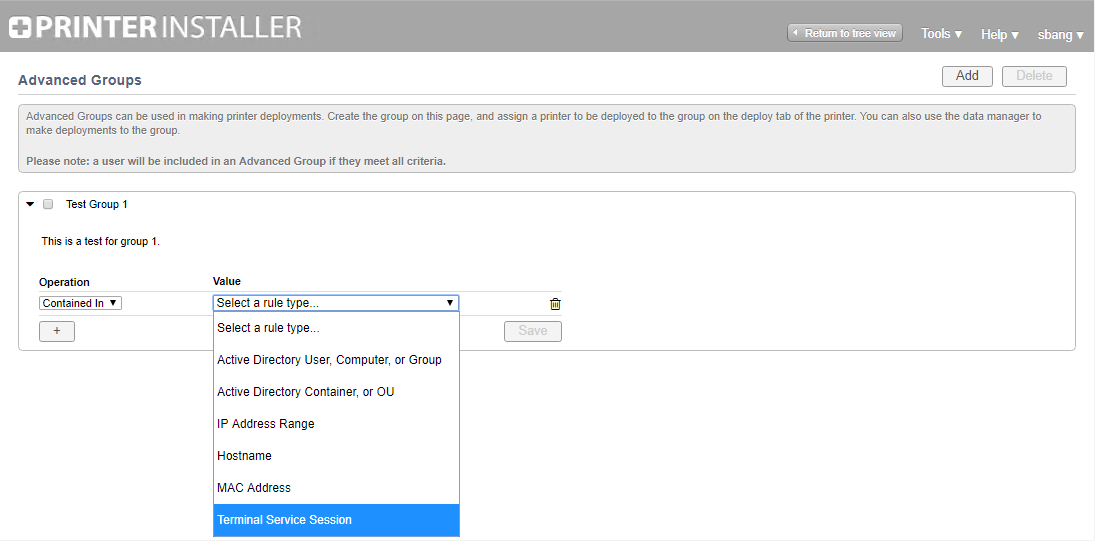 PRINTER INSTALLER
Return to tree view Tools ▼ Help ▼ sbang ▼
Advanced Groups Add Delete
Advanced Groups can be used in making printer deployments. Create the group on this page, and assign a printer to be deployed to the group on the deploy tab of the printer. You can also use the data manager to
make deployments to the group.
Please note: a user will be included in an Advanced Group if they meet all criteria.
Test Group 1
This is a test for group 1.
Operation Value
Contained In ▼ Select a rule type... ▼
+ Save
Select a rule type...
Active Directory User, Computer, or Group
Active Directory Container, or OU
IP Address Range
Hostname
MAC Address
Terminal Service Session